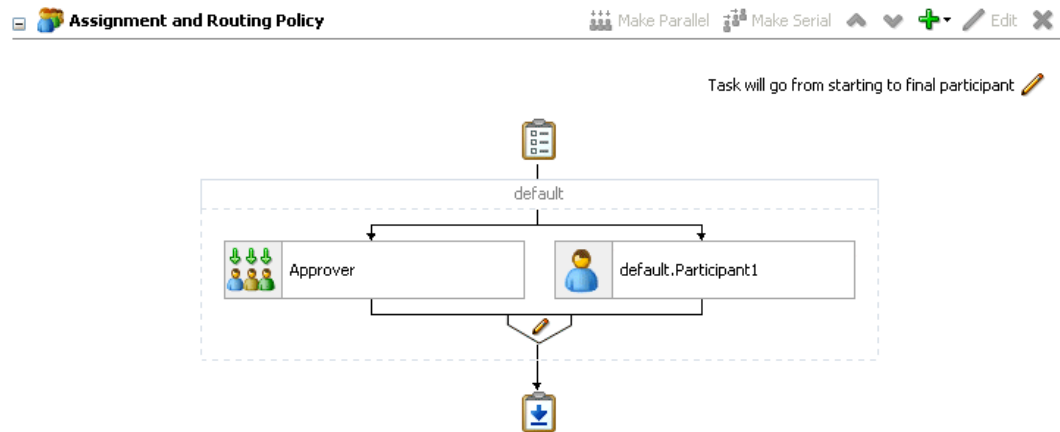 Assignment and Routing Policy Make Parallel Make Serial Edit
Task will go from starting to final participant
default
Approver default.Participant1